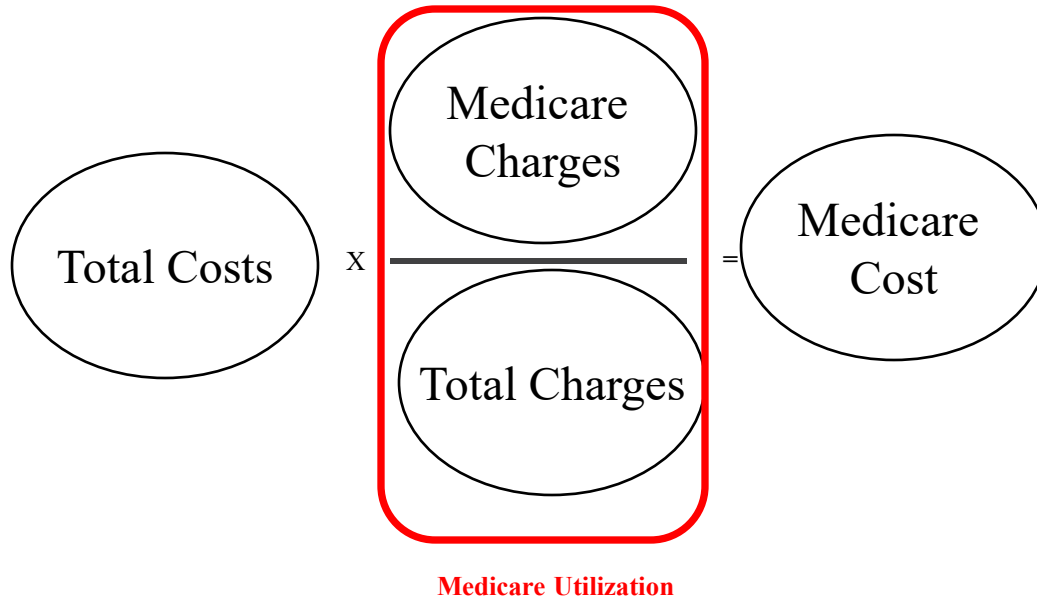 Total Costs
X
Medicare
Charges
Total Charges
=
Medicare
Cost
Medicare Utilization